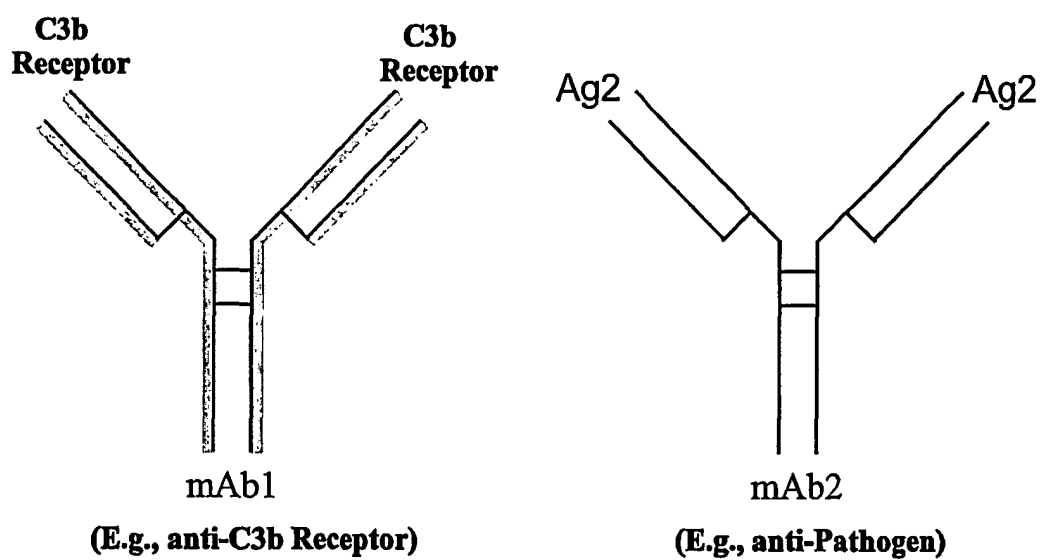 C3b
Receptor
C3b
Receptor
Ag2
Ag2
mAb1
(E.g., anti-C3b Receptor)
mAb2
(E.g., anti-Pathogen)